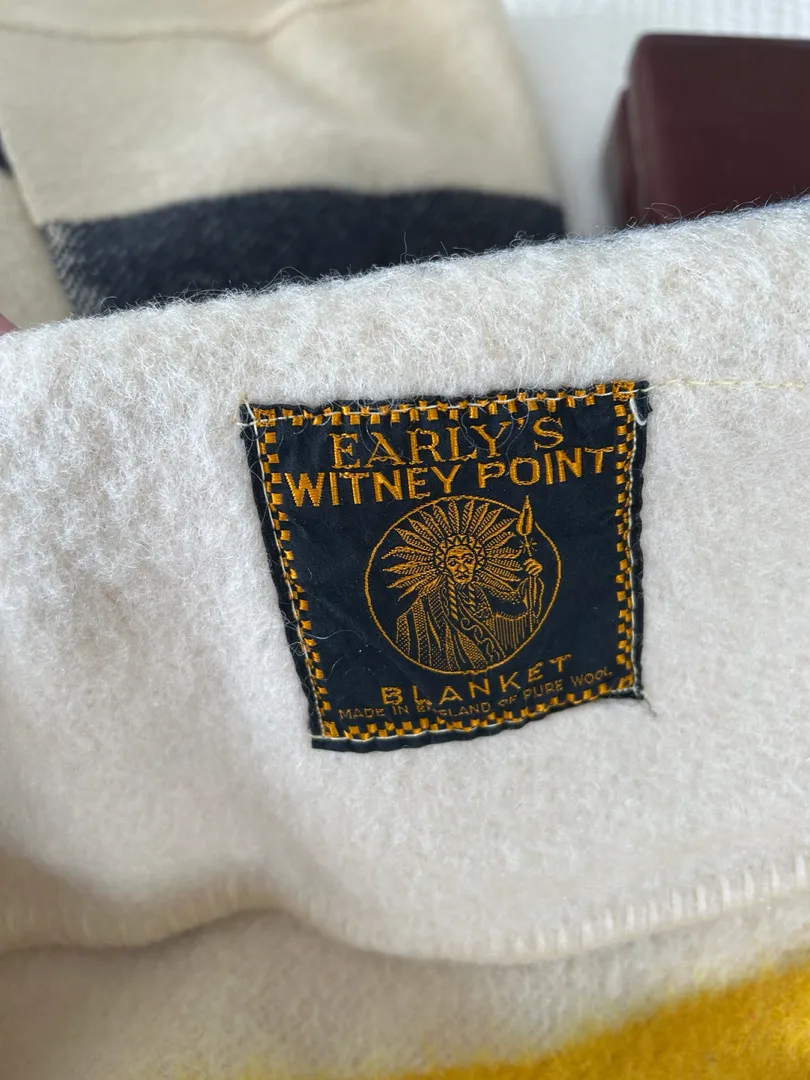 EARLY'S
WITNEY POINT
BLANKET
MADE IN ENGLAND OF PURE WOOL